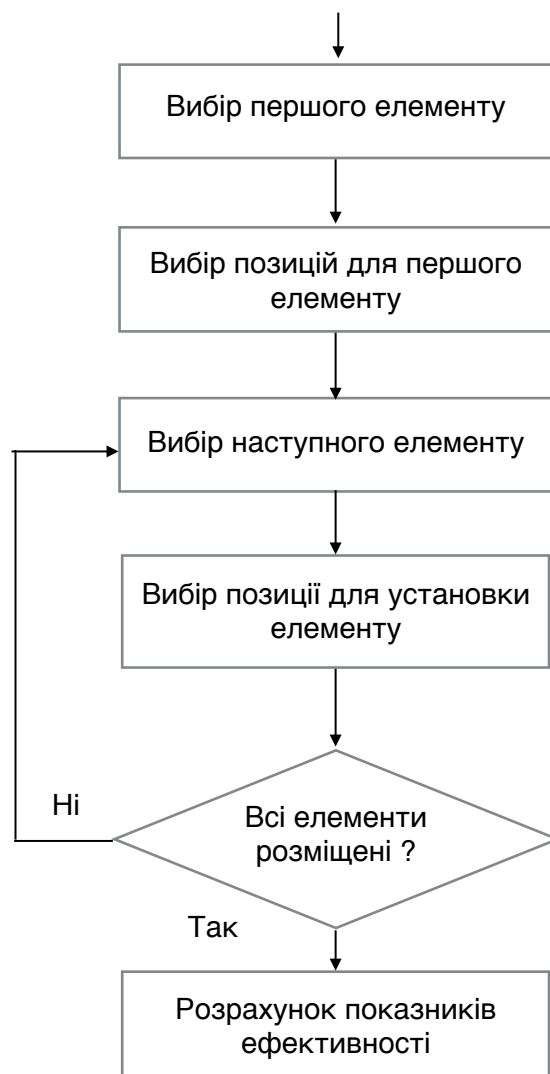 Вибір першого елементу
Вибір позицій для першого
елементу
Вибір наступного елементу
Вибір позиції для установки
елементу
Ні
Всі елементи
розміщені ?
Так
Розрахунок показників
ефективності